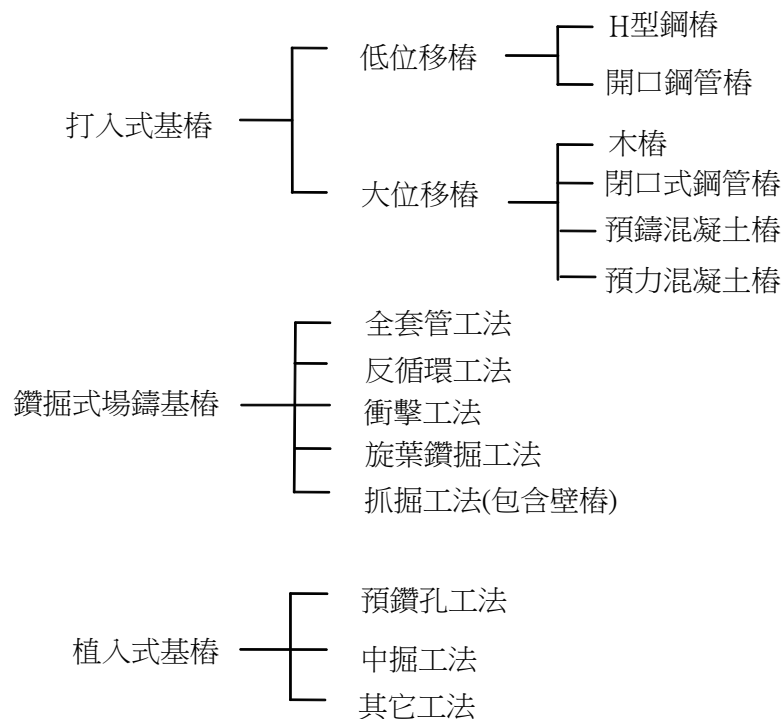 打入式基樁
低位移樁
H型鋼樁
開口鋼管樁
大位移樁
木樁
閉口式鋼管樁
預鑄混凝土樁
預力混凝土樁
鑽掘式場鑄基樁
全套管工法
反循環工法
衝擊工法
旋葉鑽掘工法
抓掘工法(包含壁樁)
植入式基樁
預鑽孔工法
中掘工法
其它工法